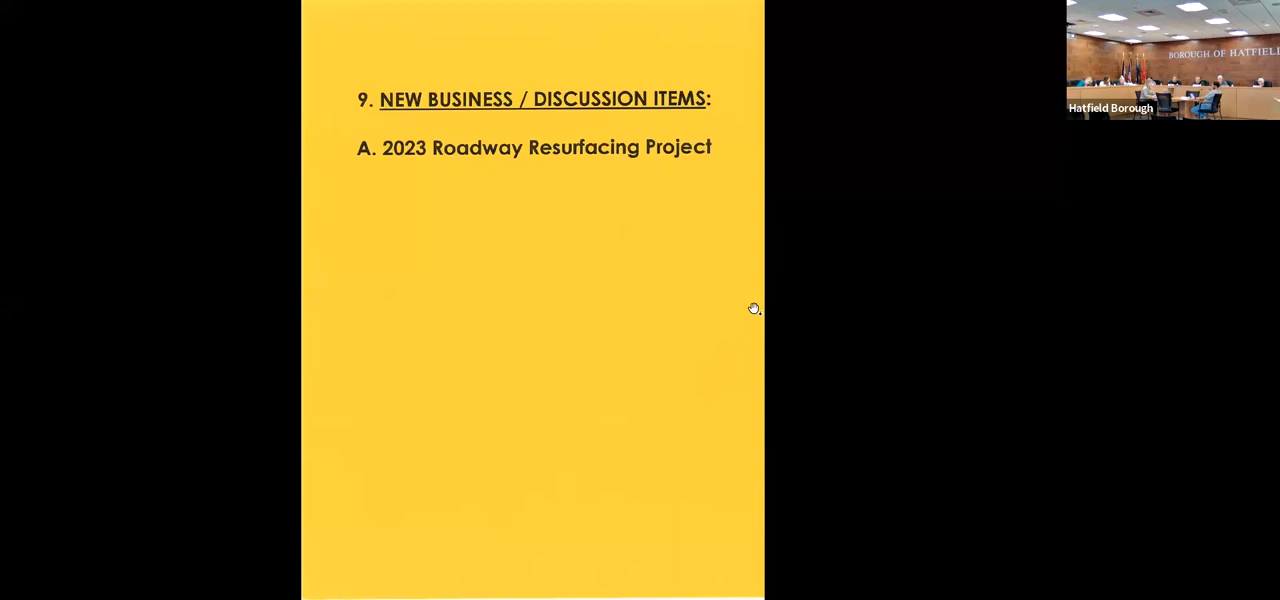 9. NEW BUSINESS / DISCUSSION ITEMS:
A. 2023 Roadway Resurfacing Project
BOROUGH OF HATFIELD
Hatfield Borough